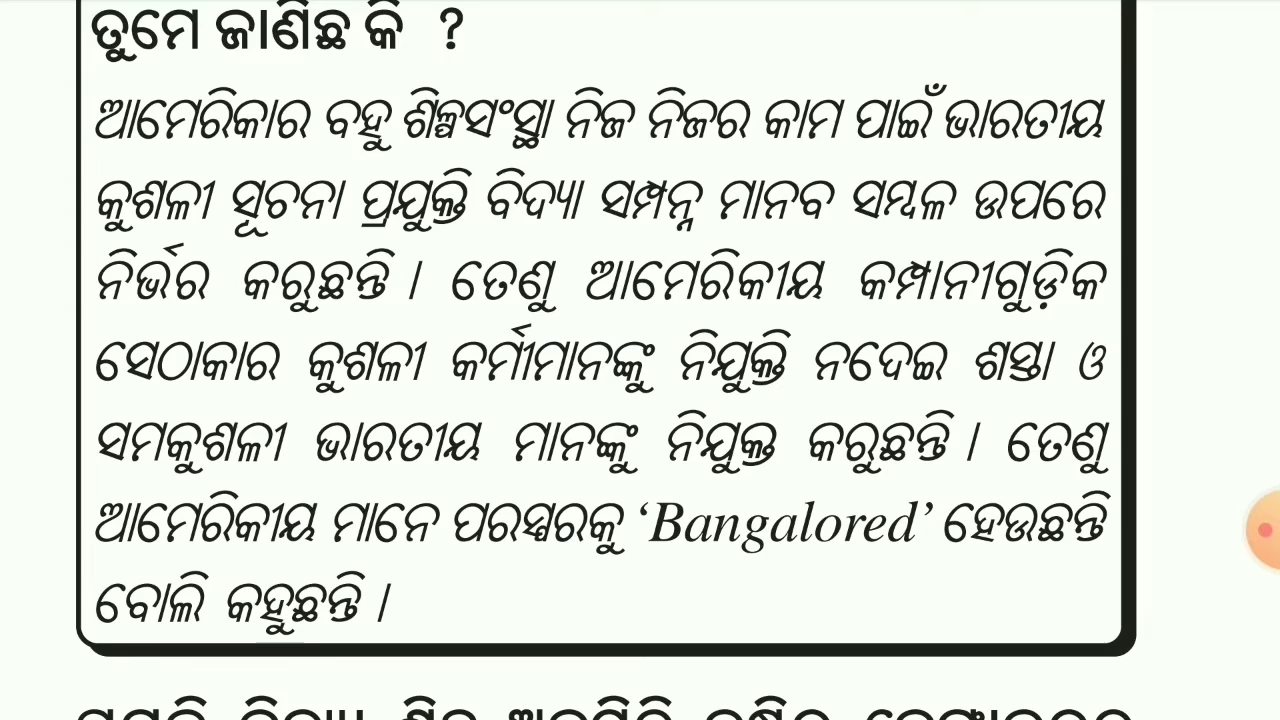 ତୁମେ ଜାଣିଛ କି ?
ଆମେରିକାର ବହୁ ଶିଳ୍ପସଂସ୍ଥା ନିଜ ନିଜର କାମ ପାଇଁ ଭାରତୀୟ
କୁଶଳୀ ସୂଚନା ପ୍ରଯୁକ୍ତି ବିଦ୍ୟା ସମ୍ପନ୍ନ ମାନବ ସମ୍ବଳ ଉପରେ
ନିର୍ଭର କରୁଛନ୍ତି । ତେଣୁ ଆମେରିକୀୟ କମ୍ପାନୀଗୁଡ଼ିକ
ସେଠାକାର କୁଶଳୀ କର୍ମୀମାନଙ୍କୁ ନିଯୁକ୍ତି ନଦେଇ ଶସ୍ତା ଓ
ସମକୁଶଳୀ ଭାରତୀୟ ମାନଙ୍କୁ ନିଯୁକ୍ତ କରୁଛନ୍ତି । ତେଣୁ
ଆମେରିକୀୟ ମାନେ ପରସ୍ପରକୁ ‘Bangalored’ ହେଉଛନ୍ତି
ବୋଲି କହୁଛନ୍ତି ।